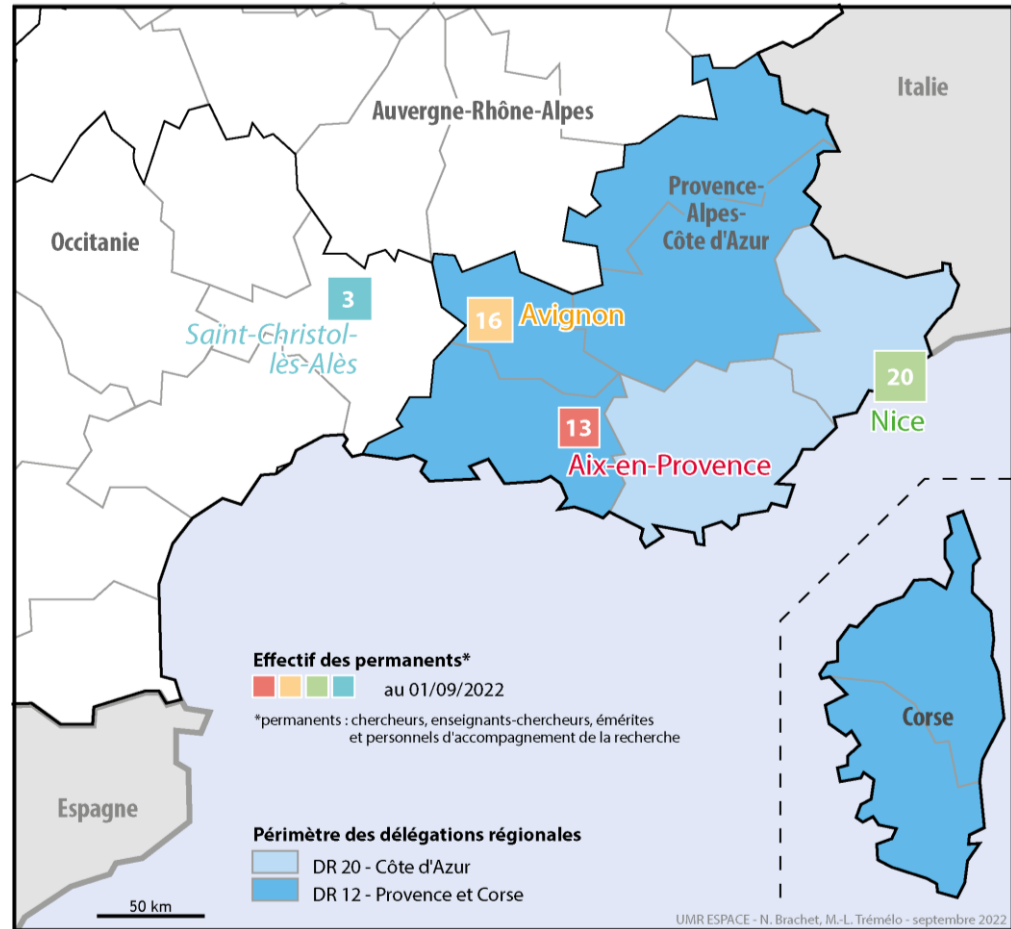 Italie
Auvergne-Rhône-Alpes
Provence-
Alpes-
Côte d'Azur
Occitanie
3
Saint-Christol-
lès-Alès
16
Avignon
20
Nice
13
Aix-en-Provence
Effectif des permanents*
au 01/09/2022
*permanents : chercheurs, enseignants-chercheurs, émérites
et personnels d'accompagnement de la recherche
Corse
Espagne
Périmètre des délégations régionales
DR 20 - Côte d'Azur
DR 12 - Provence et Corse
50 km
UMR ESPACE - N. Brachet, M.-L. Trémélo - septembre 2022